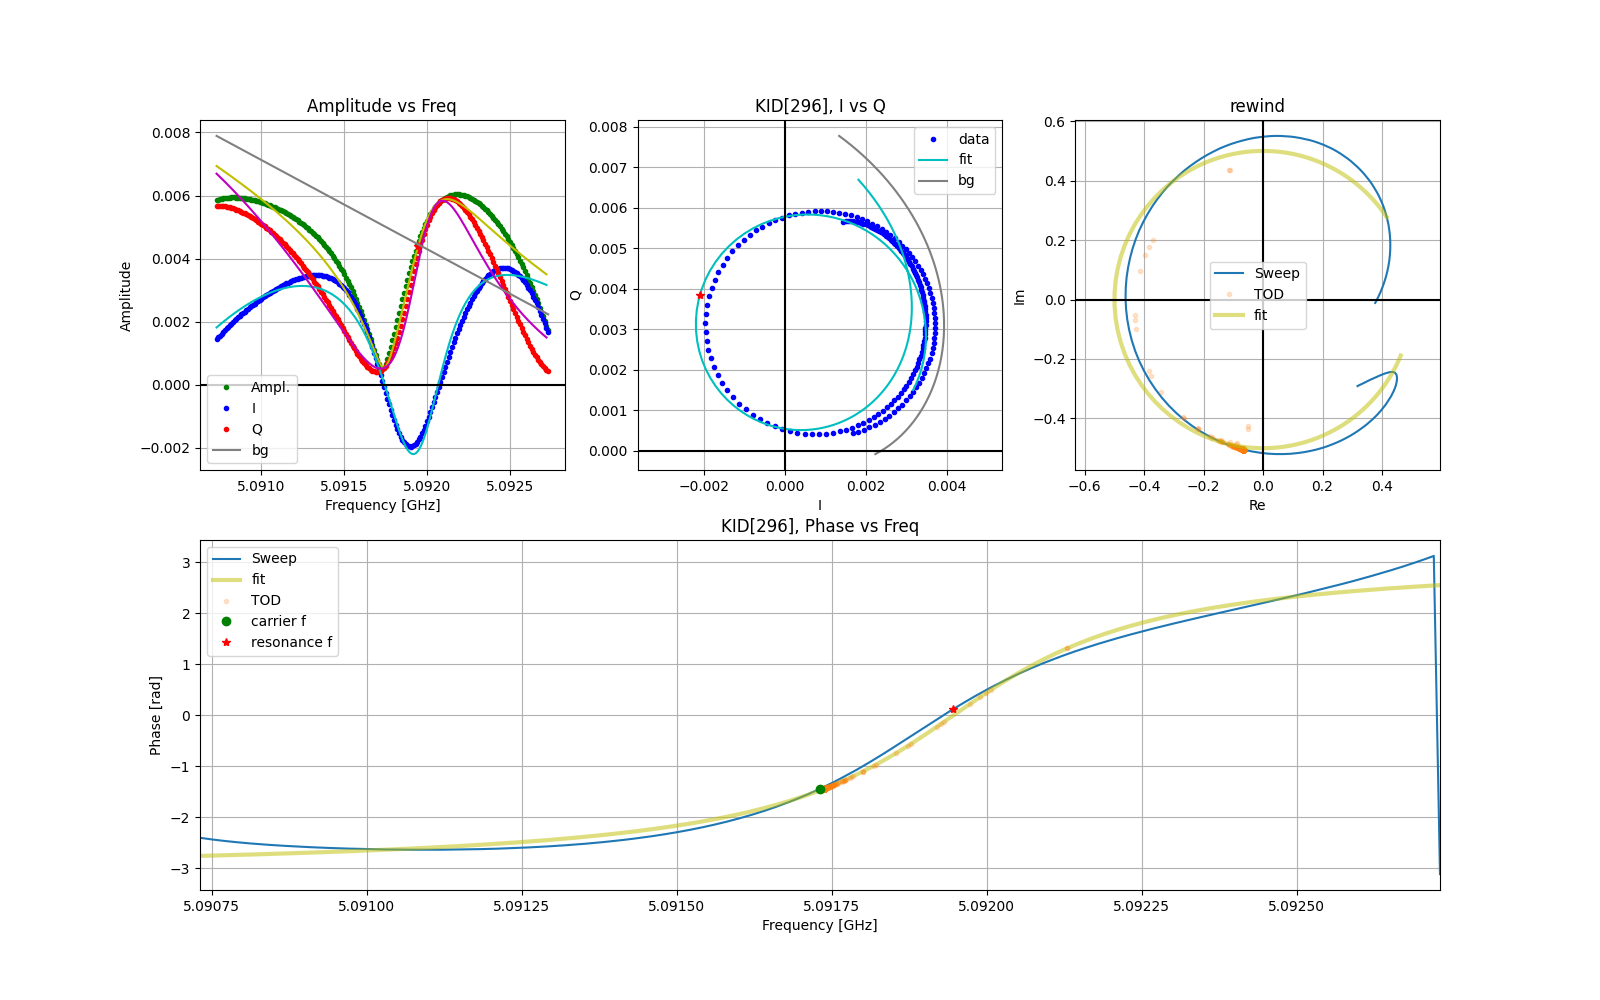 Amplitude vs Freq
0.008
0.006
0.004
0.002
0.000
−0.002
Amplitude
Ampl.
I
Q
bg
5.0910
5.0915
5.0920
5.0925
Frequency [GHz]
KID[296], I vs Q
0.008
0.007
0.006
0.005
0.004
0.003
0.002
0.001
0.000
Q
data
fit
bg
−0.002
0.000
0.002
0.004
I
rewind
0.6
0.4
0.2
0.0
−0.2
−0.4
Im
Sweep
TOD
fit
−0.6
−0.4
−0.2
0.0
0.2
0.4
Re
KID[296], Phase vs Freq
3
2
1
0
−1
−2
−3
Phase [rad]
Sweep
fit
TOD
carrier f
resonance f
5.09075
5.09100
5.09125
5.09150
5.09175
5.09200
5.09225
5.09250
Frequency [GHz]